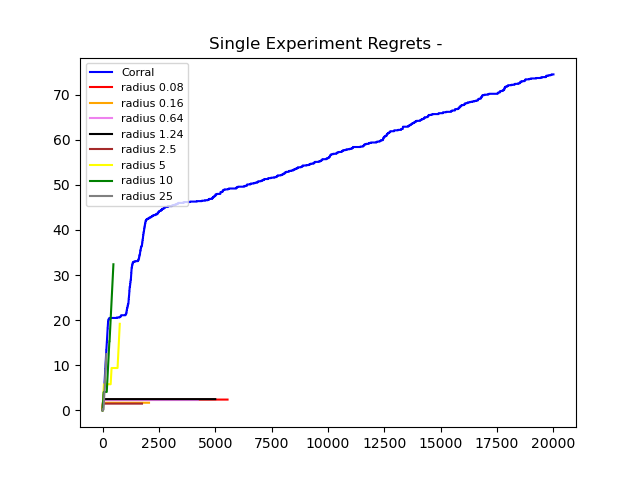 Single Experiment Regrets -
Corral
radius 0.08
radius 0.16
radius 0.64
radius 1.24
radius 2.5
radius 5
radius 10
radius 25
70
60
50
40
30
20
10
0
0 2500 5000 7500 10000 12500 15000 17500 20000